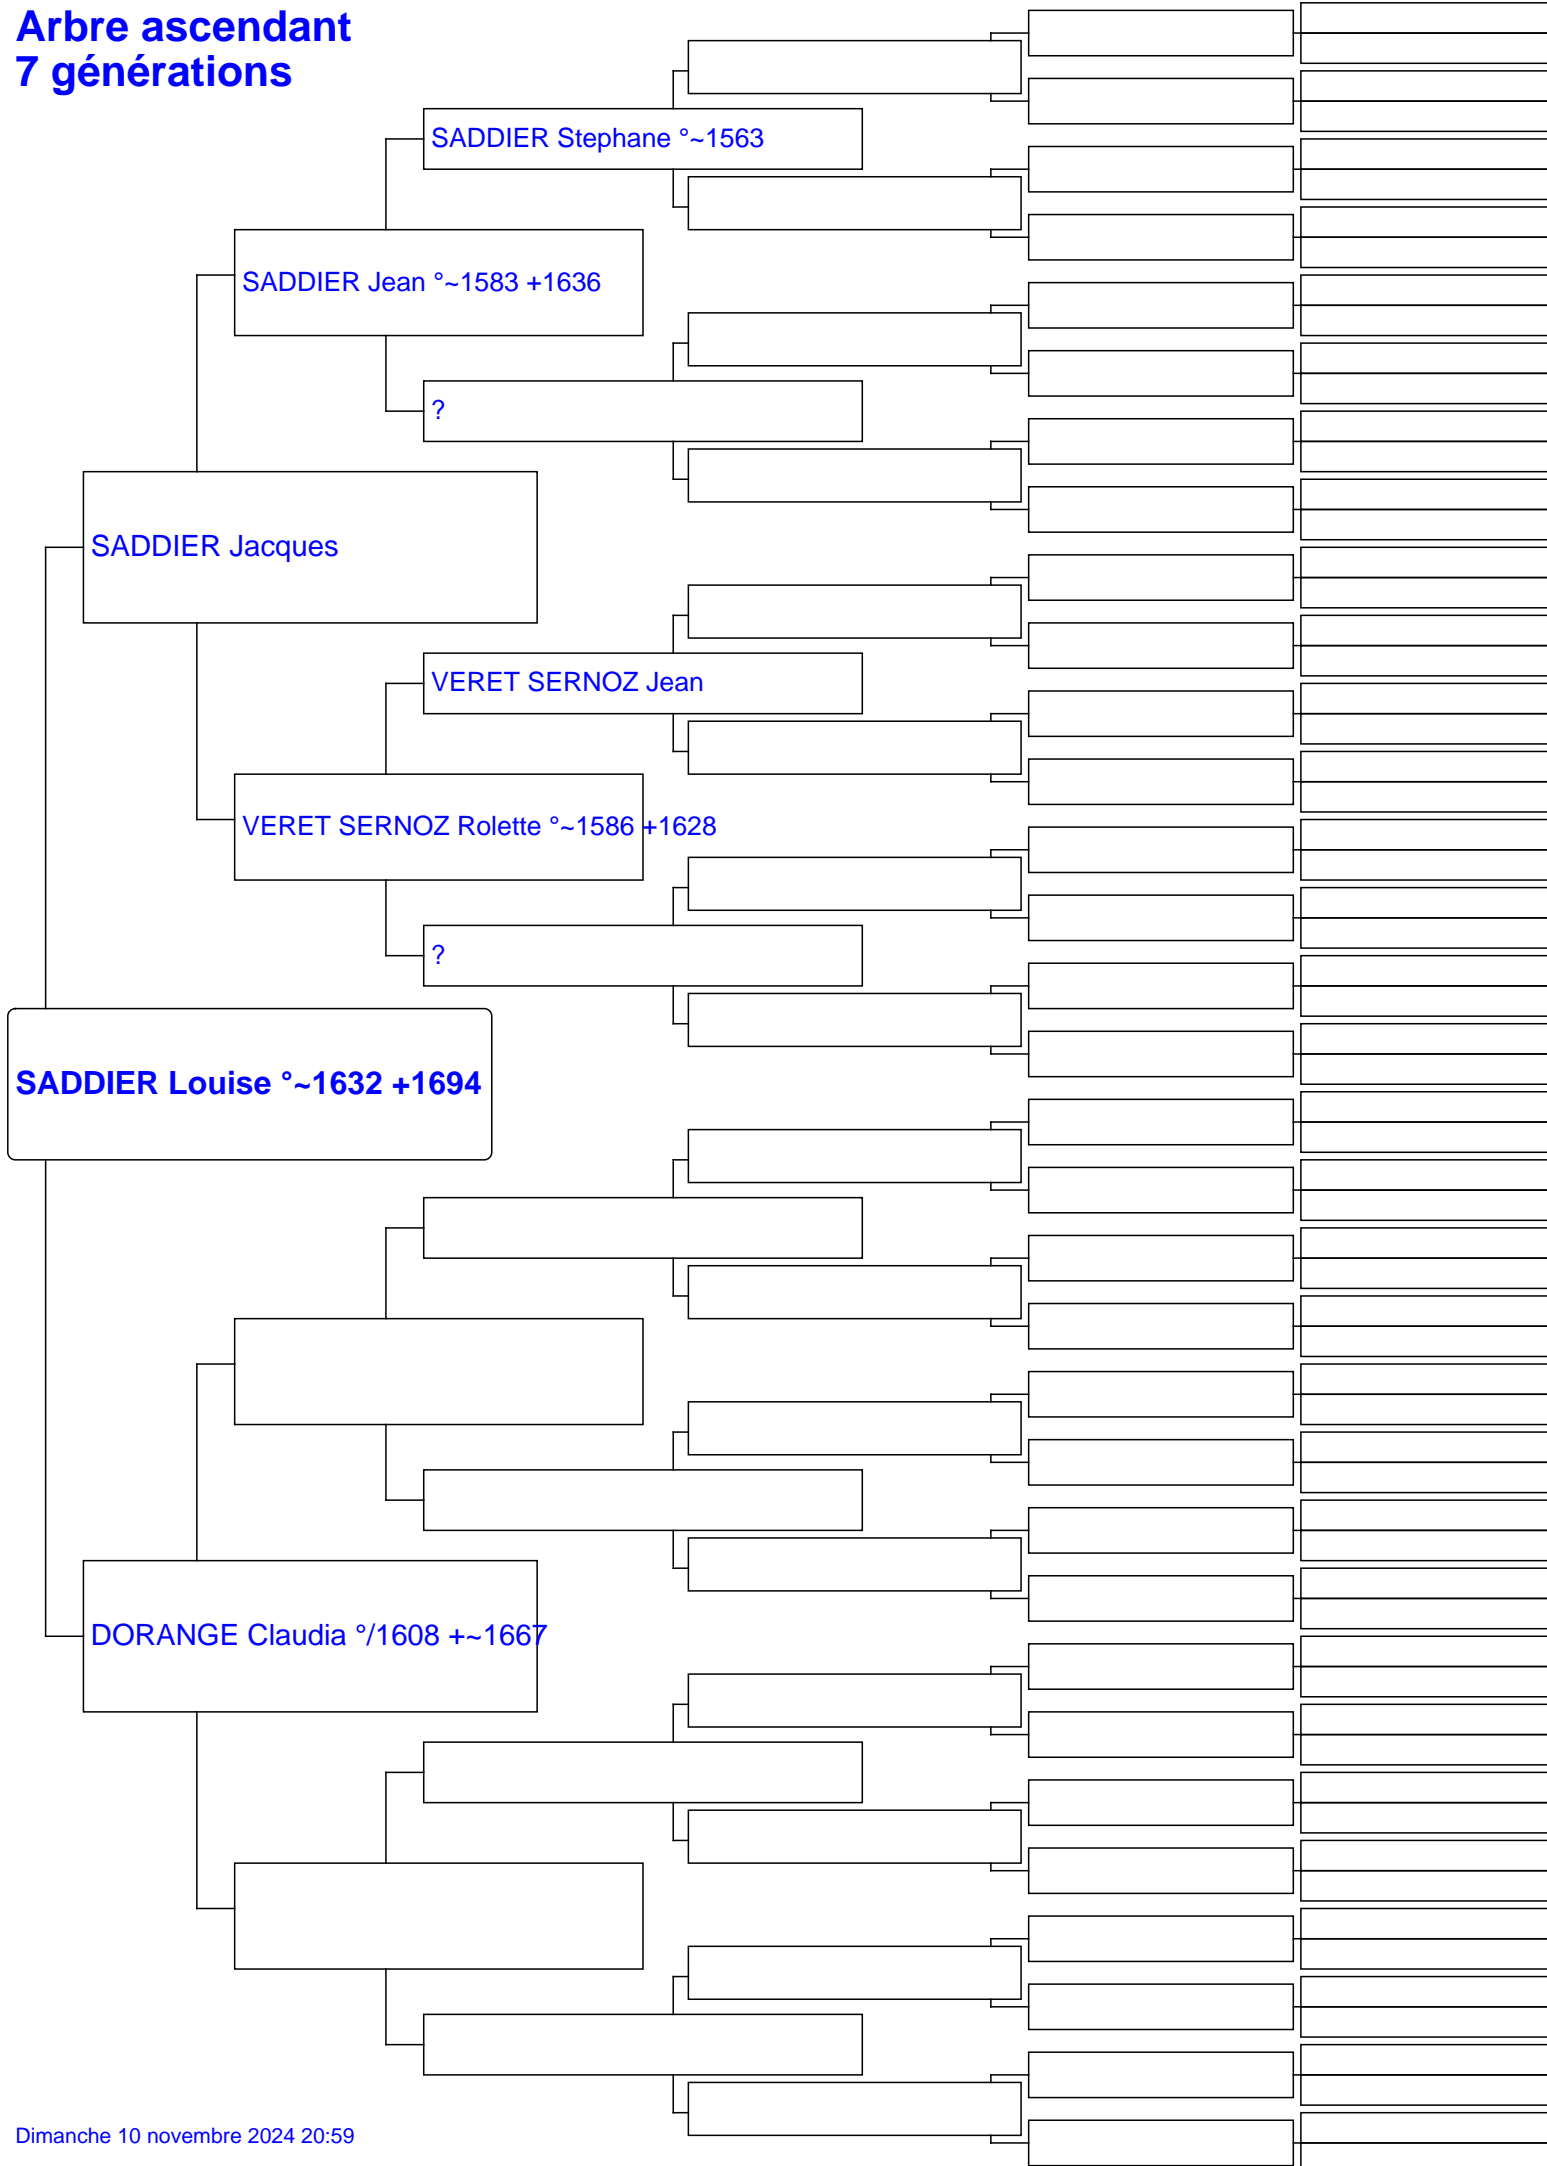 Arbre ascendant
7 générations
SADDIER Stephane °~1563
SADDIER Jean °~1583 +1636
?
SADDIER Jacques
VERET SERNOZ Jean
VERET SERNOZ Rolette °~1586 +1628
?
SADDIER Louise °~1632 +1694
DORANGE Claudia °/1608 +~1667
Dimanche 10 novembre 2024 20:59